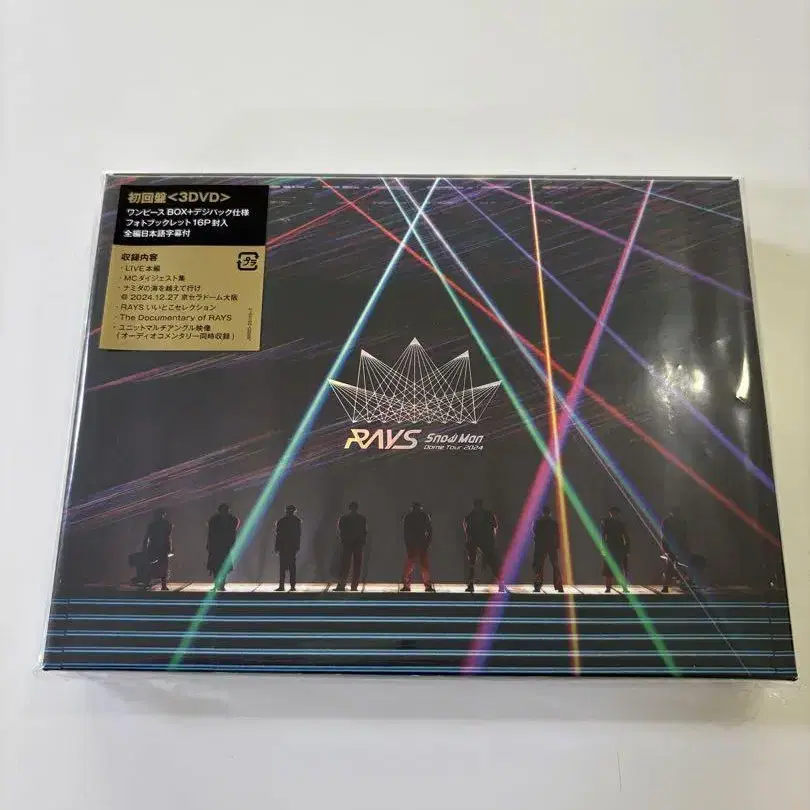 初回盤<3DVD>
ワンピースBOX+デジパック仕様
フォトブックレット16P封入
全編日本語字幕付
収録内容
プラ
・LIVE本編
・MCダイジェスト集
・ナミダの海を越えて行け
@ 2024.12.27 京セラドーム大阪
・RAYS いいとこセレクション
・The Documentary of RAYS
・ユニットマルチアングル映像
(オーディオコメンタリー同時収録)
RAYS Snow Man
Dome Tour 2024